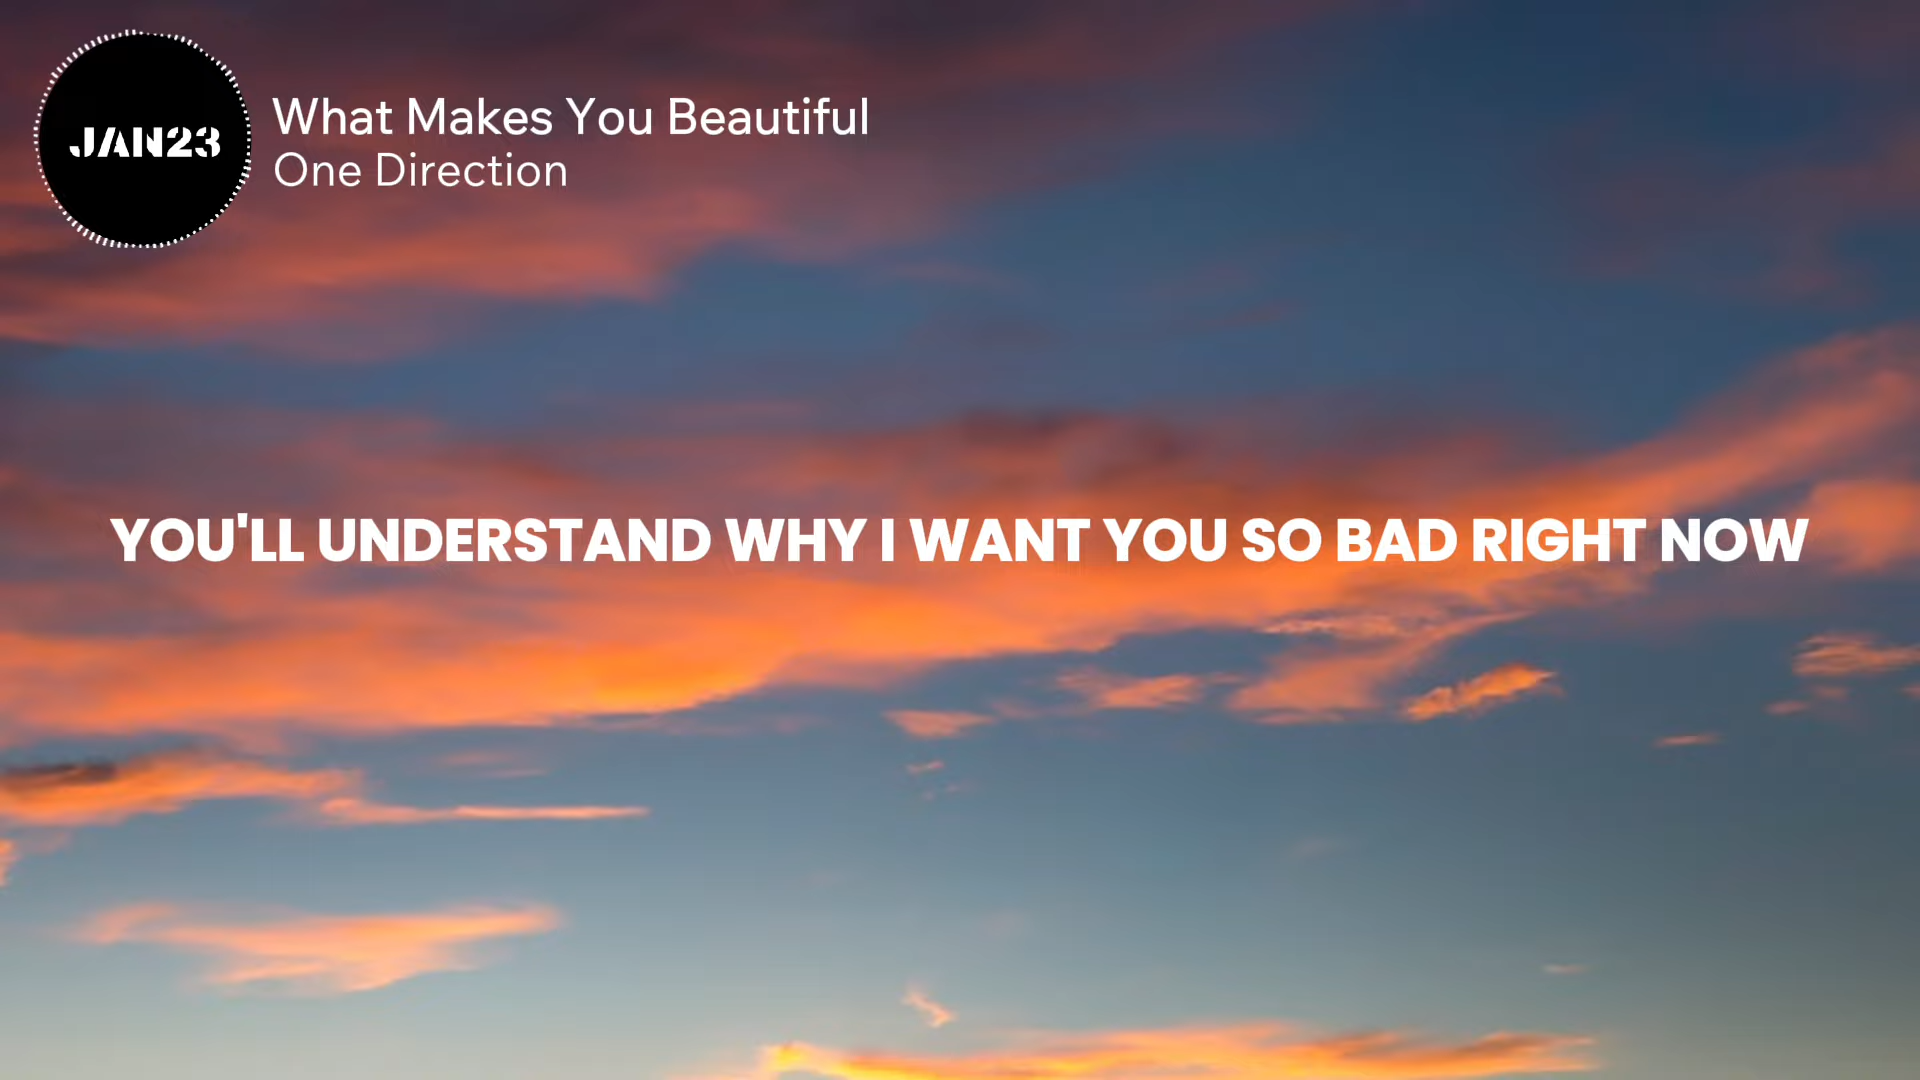 JAN23
What Makes You Beautiful
One Direction
YOU'LL UNDERSTAND WHY I WANT YOU SO BAD RIGHT NOW